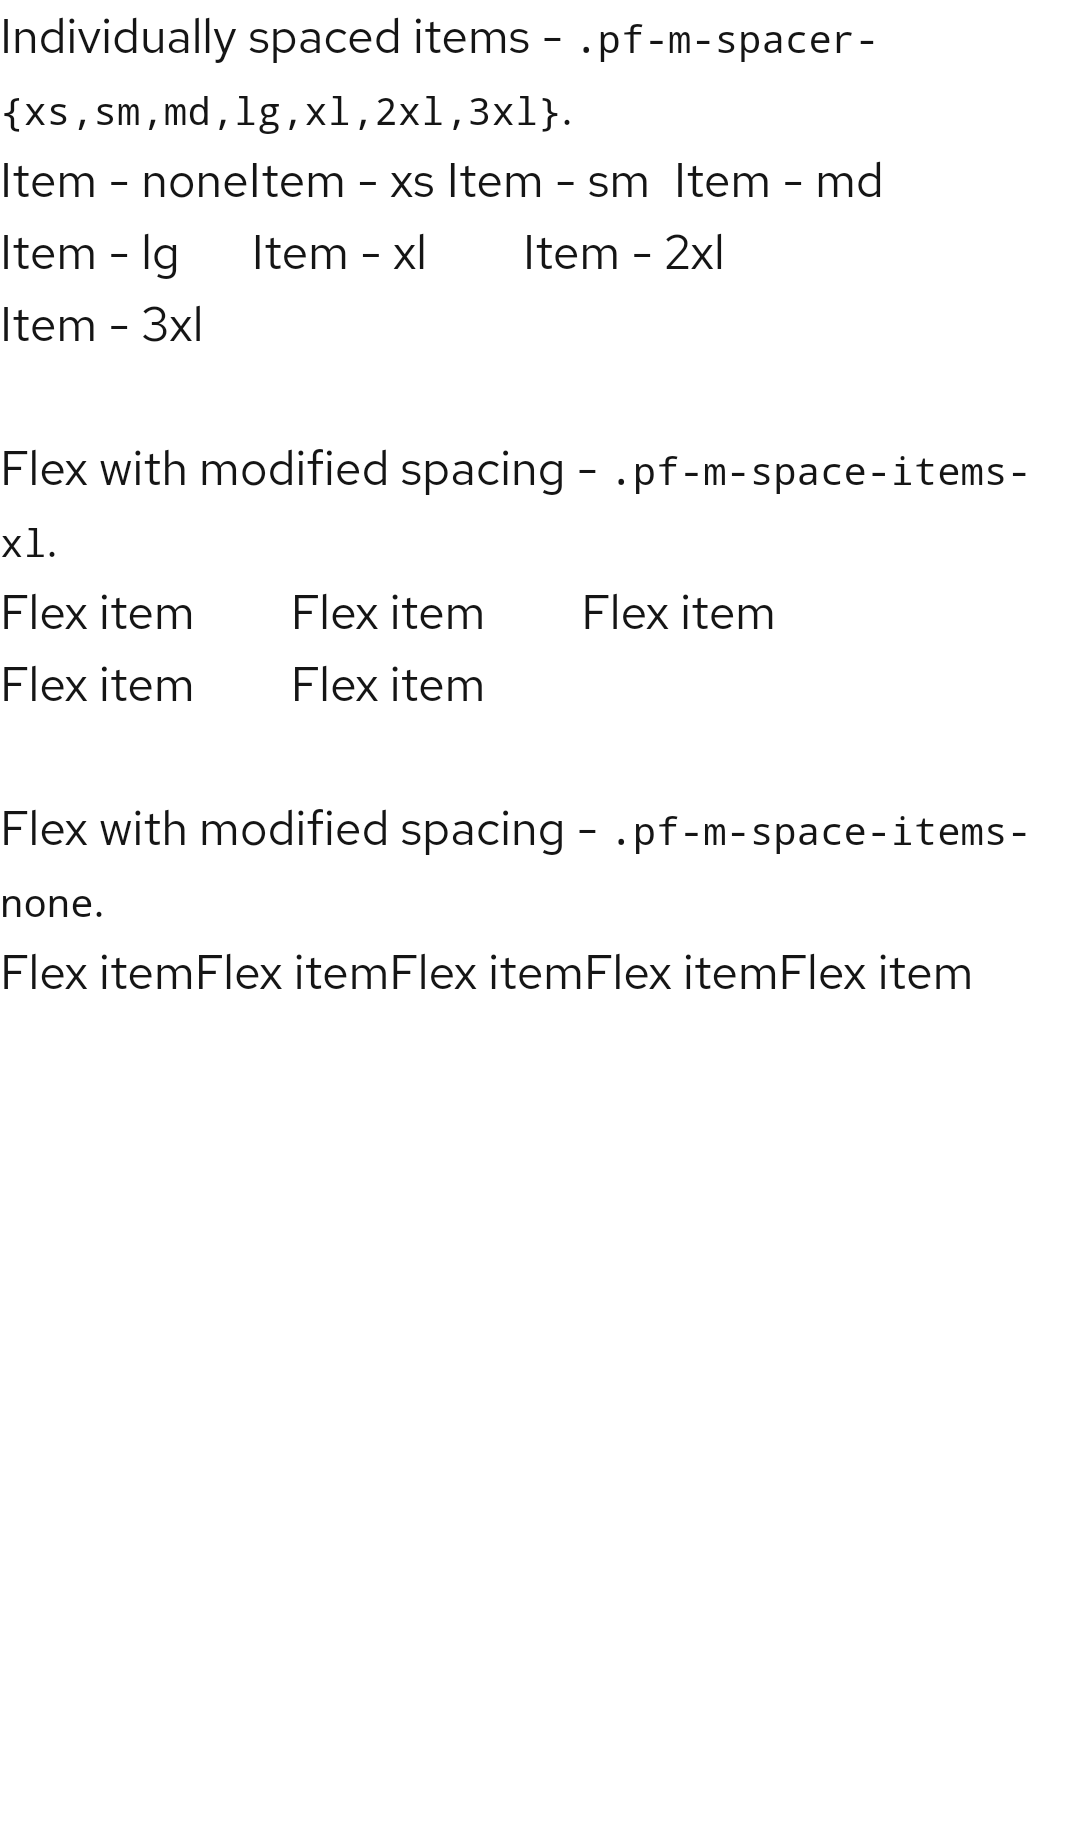 Individually spaced items - .pf-m-spacer-
{xs,sm,md,lg,xl,2xl,3xl}.
Item - noneItem - xs Item - sm Item - md
Item - lg Item - xl Item - 2xl
Item - 3xl
Flex with modified spacing - .pf-m-space-items-
xl.
Flex item Flex item Flex item
Flex item Flex item
Flex with modified spacing - .pf-m-space-items-
none.
Flex itemFlex itemFlex itemFlex itemFlex item